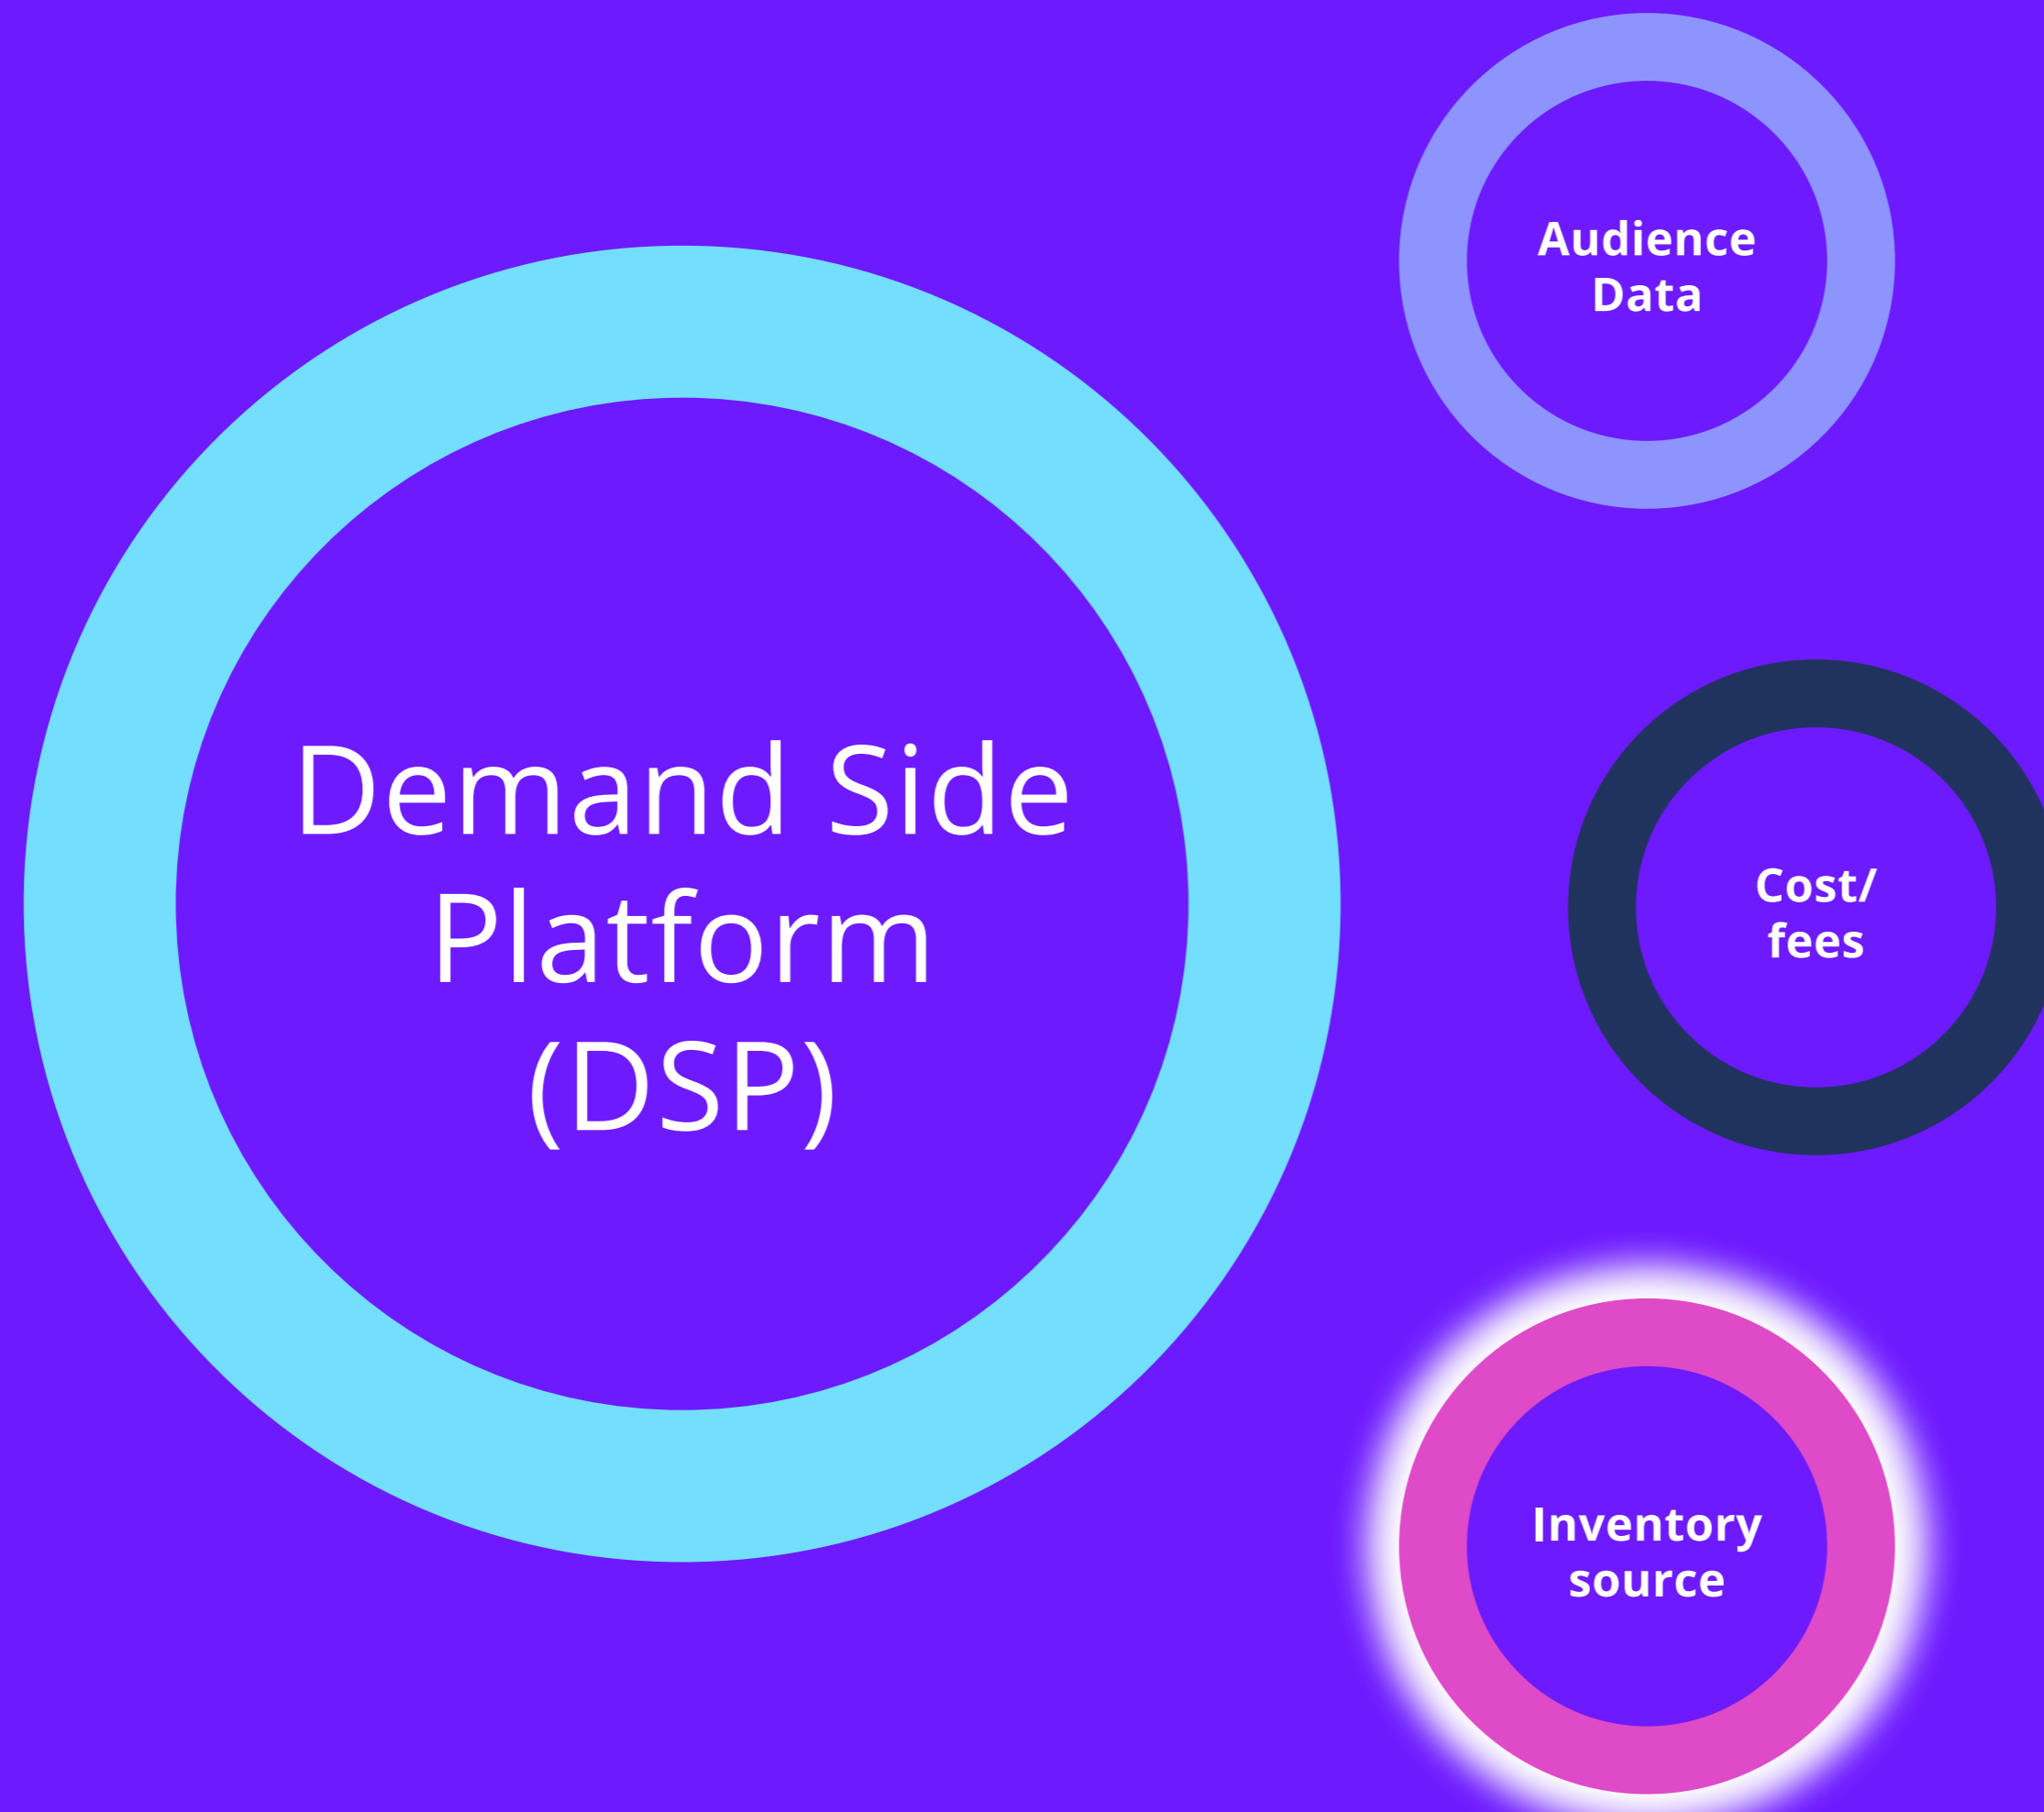 Demand Side
Platform
(DSP)
Audience
Data
Cost/
fees
Inventory
source